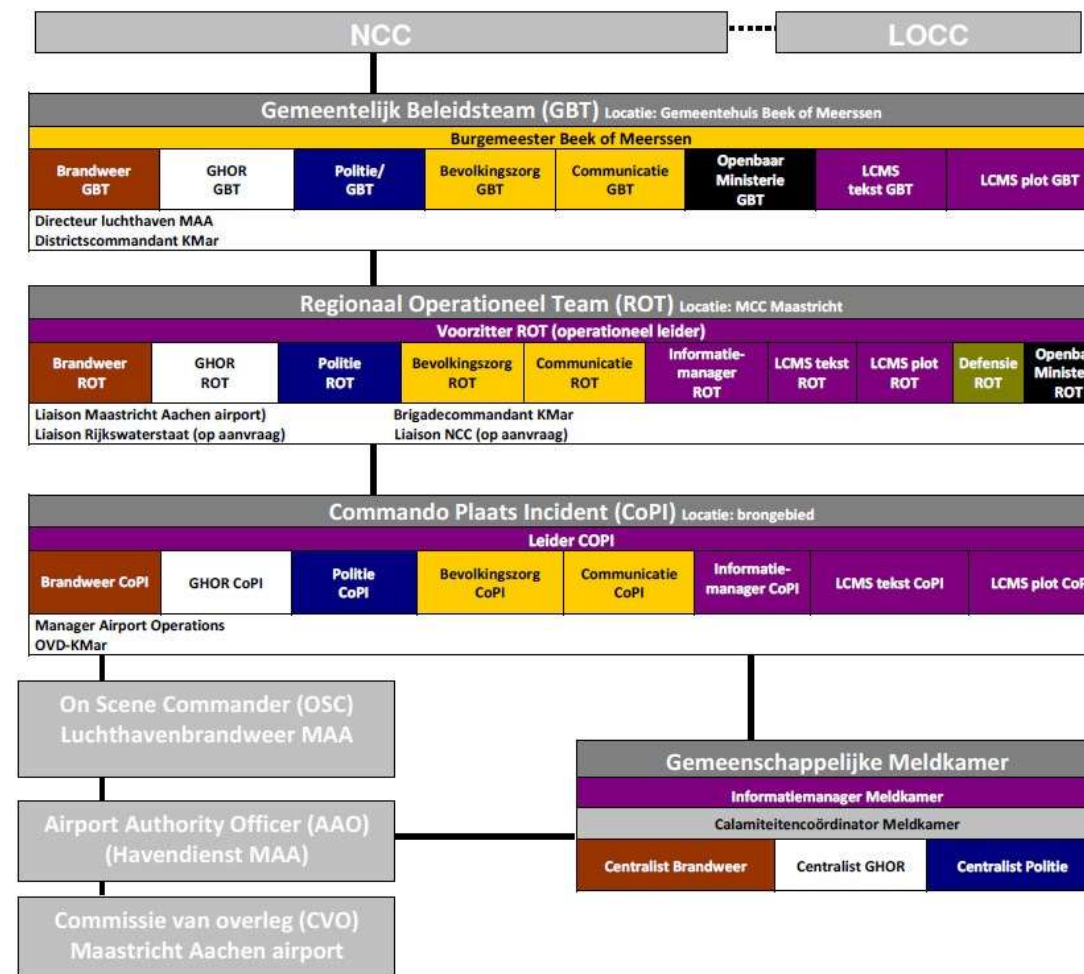 NCC
LOCC
Gemeentelijk Beleidsteam (GBT) Locatie: Gemeentehuis Beek of Meerssen
Burgemeester Beek of Meerssen
Brandweer
GBT
GHOR
GBT
Politie/
GBT
Bevolkingszorg
GBT
Communicatie
GBT
Openbaar
Ministerie
GBT
LCMS
tekst GBT
LCMS plot GBT
Directeur luchthaven MAA
Districtscommandant KMar
Regionaal Operationeel Team (ROT) Locatie: MCC Maastricht
Voorzitter ROT (operationeel leider)
Brandweer
ROT
GHOR
ROT
Politie
ROT
Bevolkingszorg
ROT
Communicatie
ROT
Informatie-
manager
ROT
LCMS tekst
ROT
LCMS plot
ROT
Defensie
ROT
Openba
Ministe
ROT
Liaison Maastricht Aachen airport)
Brigadecommandant KMar
Liaison Rijkswaterstaat (op aanvraag)
Liaison NCC (op aanvraag)
Commando Plaats Incident (CoPI) Locatie: brongebied
Leider COPI
Brandweer CoPI
GHOR CoPI
Politie
CoPI
Bevolkingszorg
CoPI
Communicatie
CoPI
Informatie-
manager CoPI
LCMS tekst CoPI
LCMS plot CoP
Manager Airport Operations
OVD-KMar
On Scene Commander (OSC)
Luchthavenbrandweer MAA
Airport Authority Officer (AAO)
(Havendienst MAA)
Commissie van overleg (CVO)
Maastricht Aachen airport
Gemeenschappelijke Meldkamer
Informatiemanager Meldkamer
Calamiteitencoördinator Meldkamer
Centralist Brandweer
Centralist GHOR
Centralist Politie